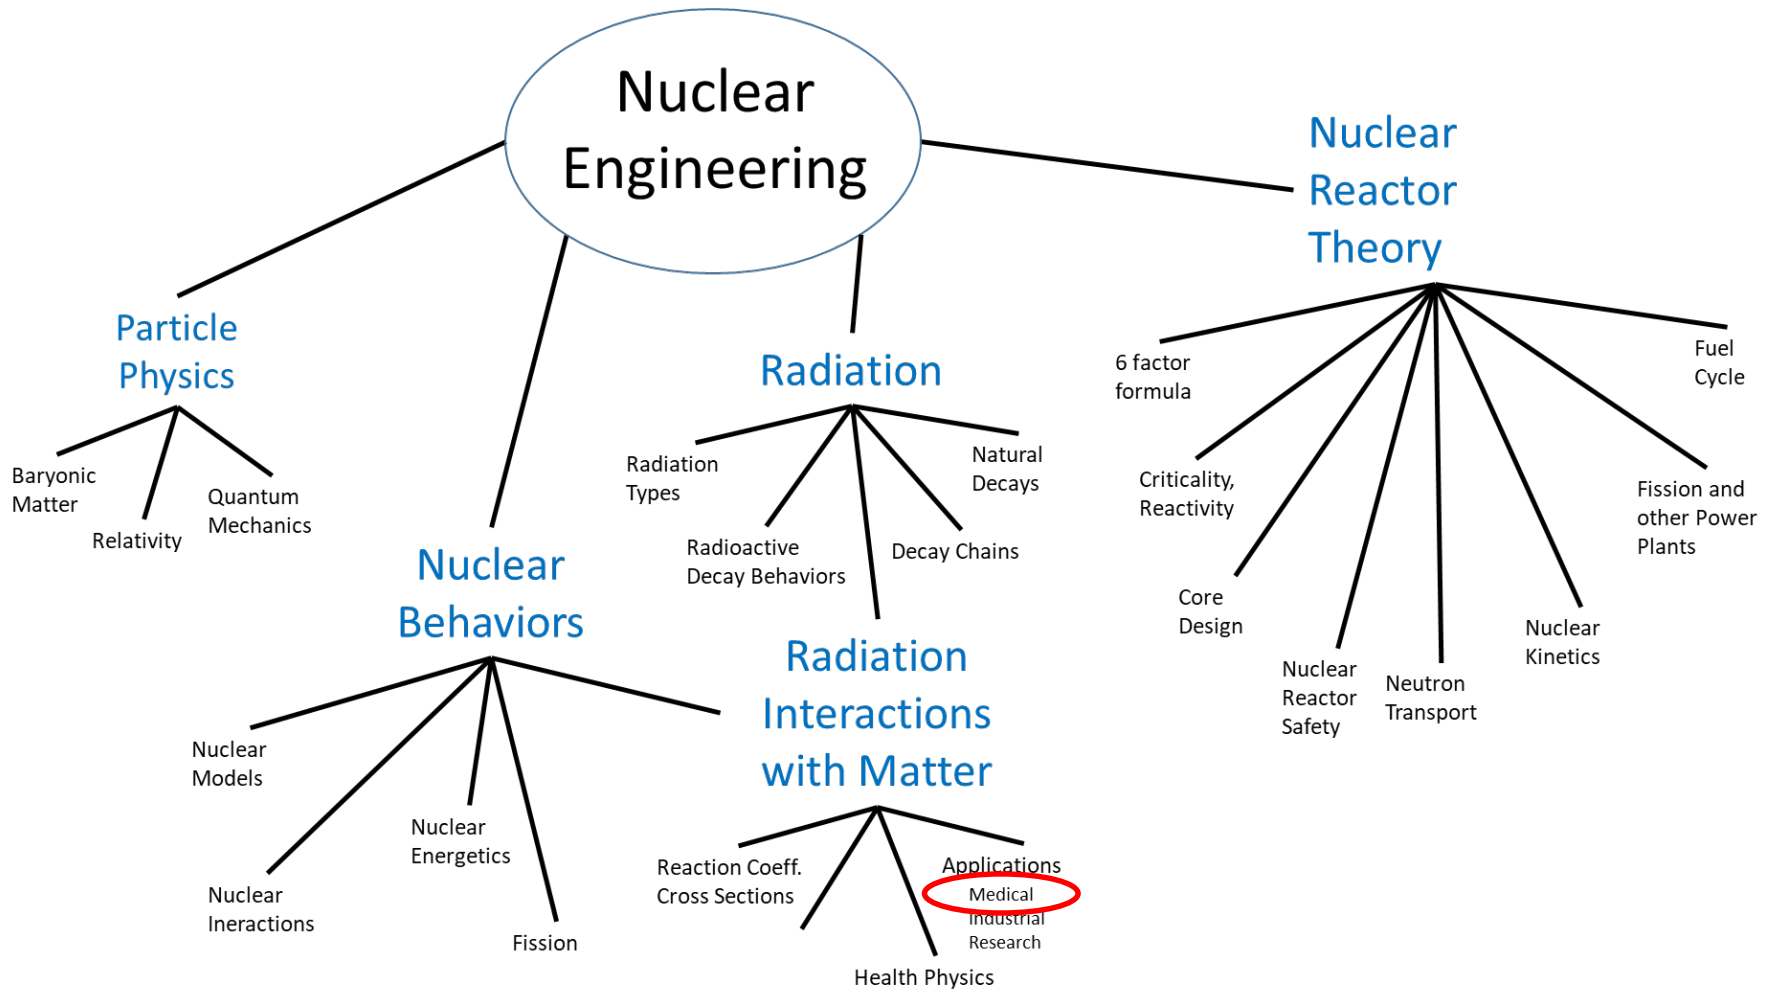 Nuclear
Engineering
Particle
Physics
Baryonic
Matter
Relativity
Quantum
Mechanics
Nuclear
Behaviors
Nuclear
Models
Nuclear
Ineractions
Nuclear
Energetics
Fission
Radiation
Radiation
Types
Radioactive
Decay Behaviors
Decay Chains
Natural
Decays
Radiation
Interactions
with Matter
Reaction Coeff.
Cross Sections
Health Physics
Applications
Medical
Industrial
Research
Nuclear
Reactor
Theory
6 factor
formula
Criticality,
Reactivity
Core
Design
Nuclear
Reactor
Safety
Neutron
Transport
Nuclear
Kinetics
Fission and
other Power
Plants
Fuel
Cycle